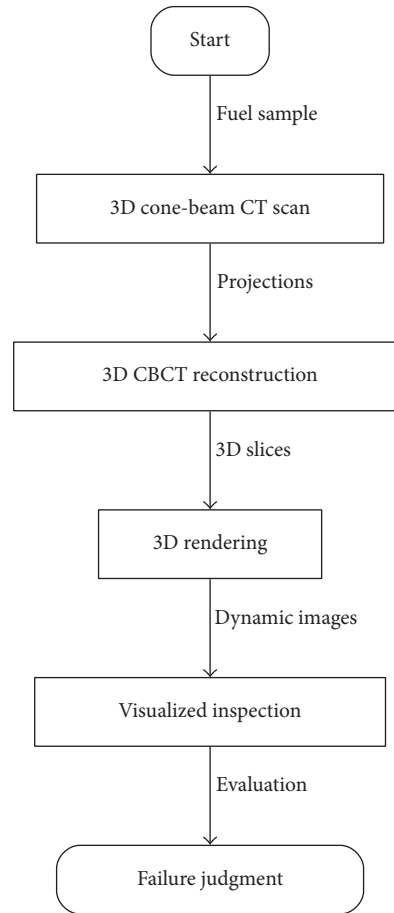 Start
Fuel sample
3D cone-beam CT scan
Projections
3D CBCT reconstruction
3D slices
3D rendering
Dynamic images
Visualized inspection
Evaluation
Failure judgment